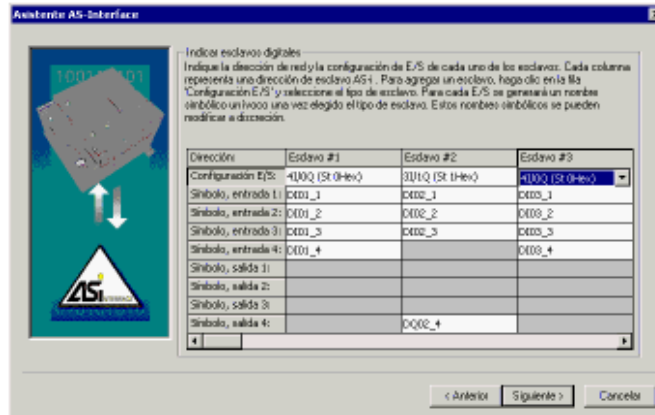 Asistente AS-Interface
Indicar esclavos digitales
Indique la dirección de red y la configuración de E/S de cada uno de los esclavos. Cada columna
representa una dirección de esclavo AS-i. Para agregar un esclavo, haga clic en la fila
'Configuración E/S' y seleccione el tipo de esclavo. Para cada E/S se generará un nombre
simbólico unívoco una vez elegido el tipo de esclavo. Estos nombres simbólicos se pueden
modificar a discreción.
Dirección: Esclavo #1 Esclavo #2 Esclavo #3
Configuración E/S: 4I/0Q (St 0Hex) 3I/1Q (St 1Hex) 4I/0Q (St 0Hex)
Símbolo, entrada 1: DI01_1 DI02_1 DI03_1
Símbolo, entrada 2: DI01_2 DI02_2 DI03_2
Símbolo, entrada 3: DI01_3 DI02_3 DI03_3
Símbolo, entrada 4: DI01_4 DI03_4
Símbolo, salida 1:
Símbolo, salida 2:
Símbolo, salida 3:
Símbolo, salida 4: DQ02_4
ASi
INTERFACE
< Anterior Siguiente > Cancelar